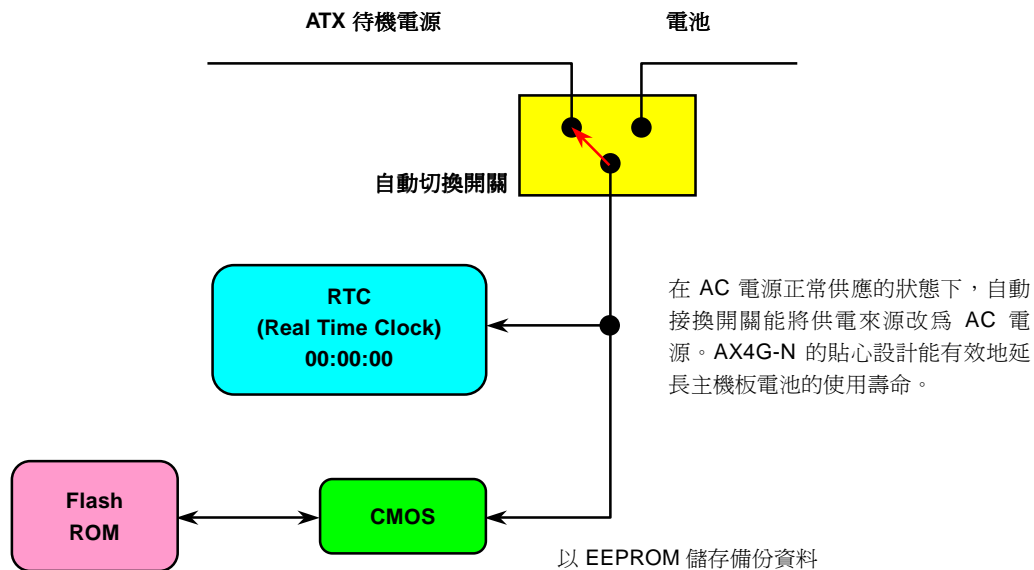 ATX 待機電源
電池
自動切換開關
RTC
(Real Time Clock)
00:00:00
在 AC 電源正常供應的狀態下，自動
接換開關能將供電來源改為 AC 電
源。AX4G-N 的貼心設計能有效地延
長主機板電池的使用壽命。
Flash
ROM
CMOS
以 EEPROM 儲存備份資料